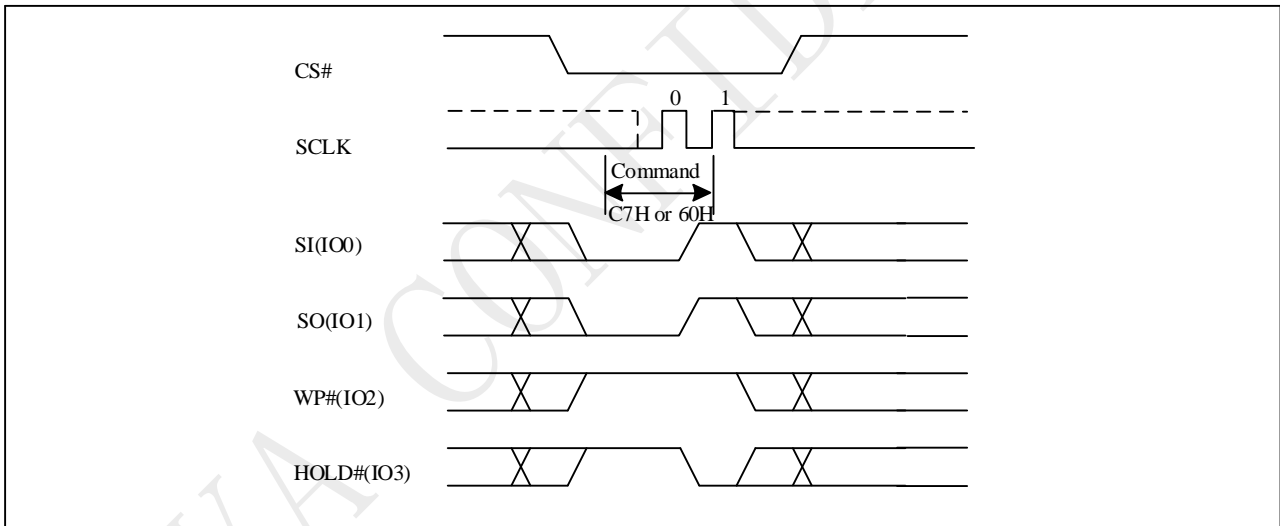 CS#
0 1
SCLK
Command
C7H or 60H
SI(IO0)
SO(IO1)
WP#(IO2)
HOLD#(IO3)